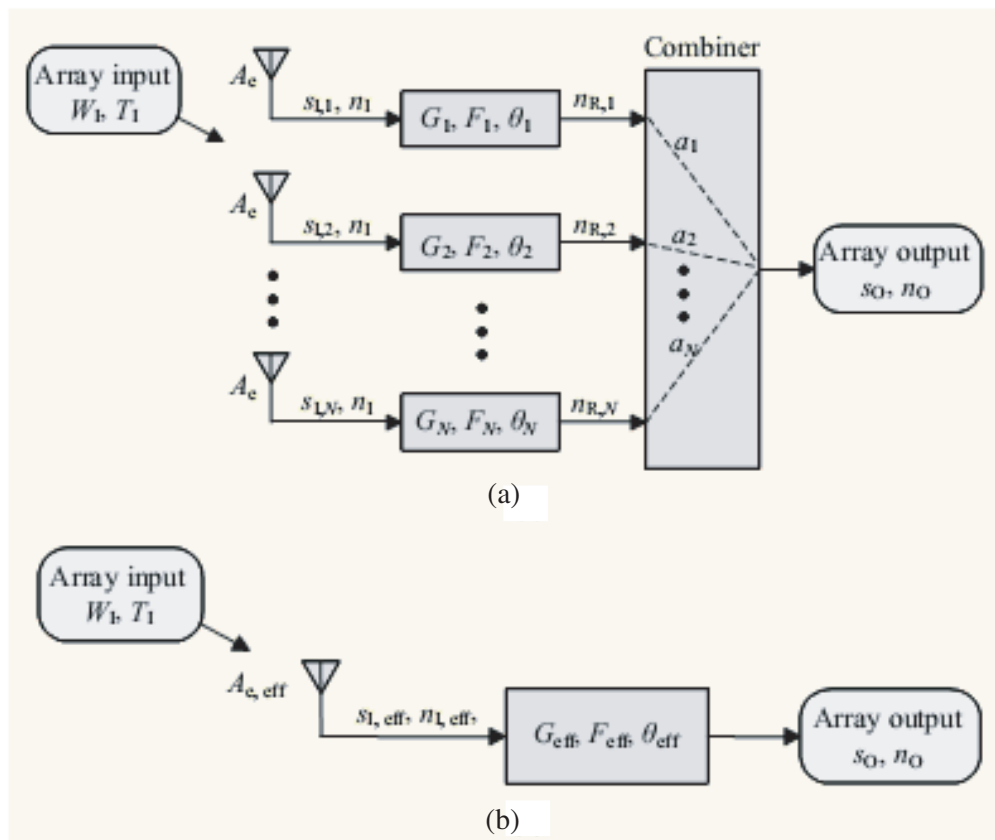 Combiner
Array input
W_I, T_I
A_e
s_I,1, n_I
G_1, F_1, θ_1
n_R,1
a_1
A_e
s_I,2, n_I
G_2, F_2, θ_2
n_R,2
a_2
Array output
s_O, n_O
A_e
s_I,N, n_I
G_N, F_N, θ_N
n_R,N
a_N
(a)
Array input
W_I, T_I
A_e, eff
s_I, eff, n_I, eff,
G_eff, F_eff, θ_eff
Array output
s_O, n_O
(b)